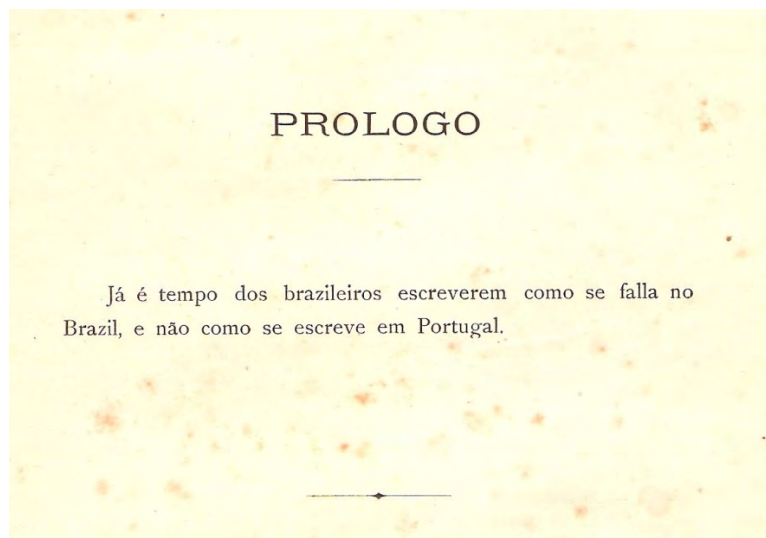 PROLOGO
Já é tempo dos brazileiros escreverem como se falla no
Brazil, e não como se escreve em Portugal.